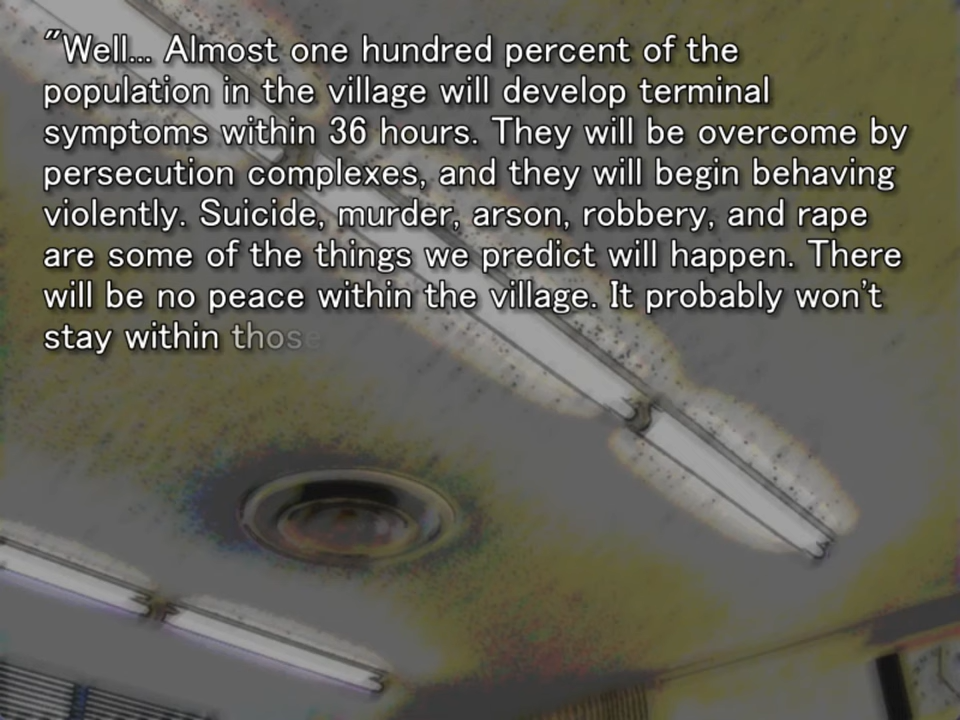 "Well... Almost one hundred percent of the
population in the village will develop terminal
symptoms within 36 hours. They will be overcome by
persecution complexes, and they will begin behaving
violently. Suicide, murder, arson, robbery, and rape
are some of the things we predict will happen. There
will be no peace within the village. It probably won't
stay within those